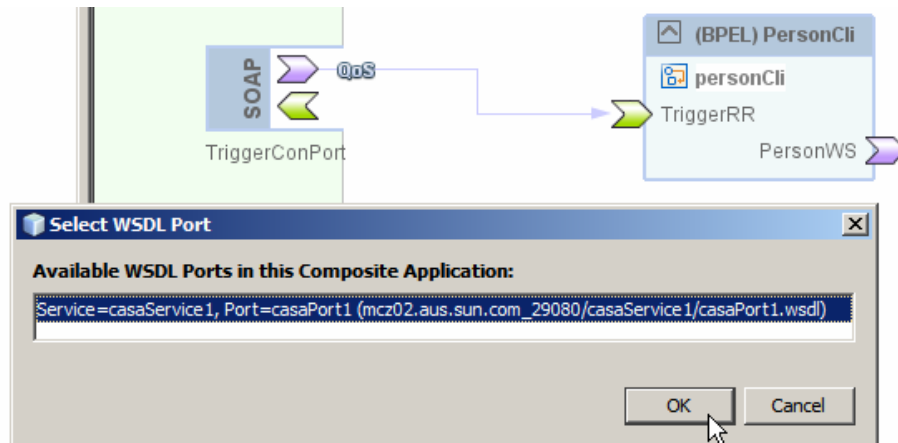 (BPEL) PersonCli
SOAP
QoS
personCli
TriggerRR
TriggerConPort
PersonWS
Select WSDL Port
Available WSDL Ports in this Composite Application:
Service=casaService1, Port=casaPort1 (mcz02.aus.sun.com_29080/casaService1/casaPort1.wsdl)
OK
Cancel